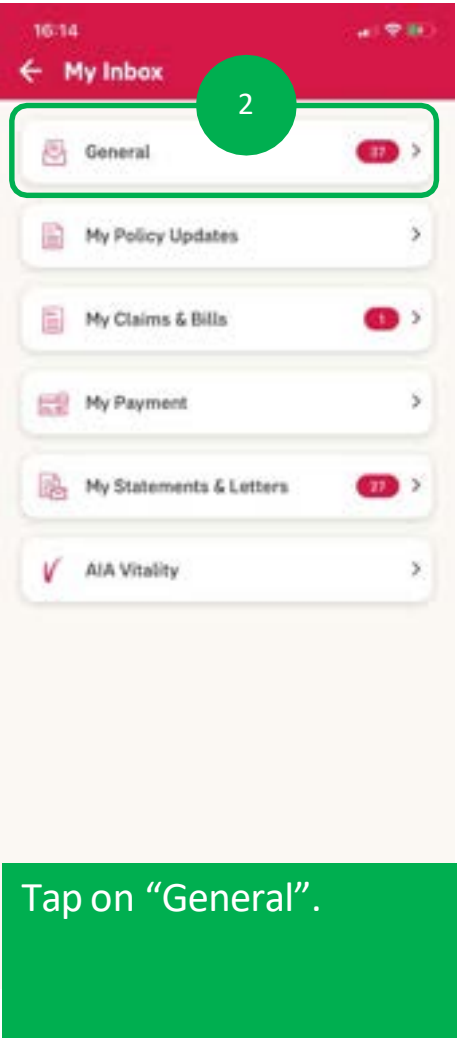 16:14
My Inbox
2
General
37
My Policy Updates
My Claims & Bills
1
My Payment
My Statements & Letters
27
AIA Vitality
Tap on “General”.